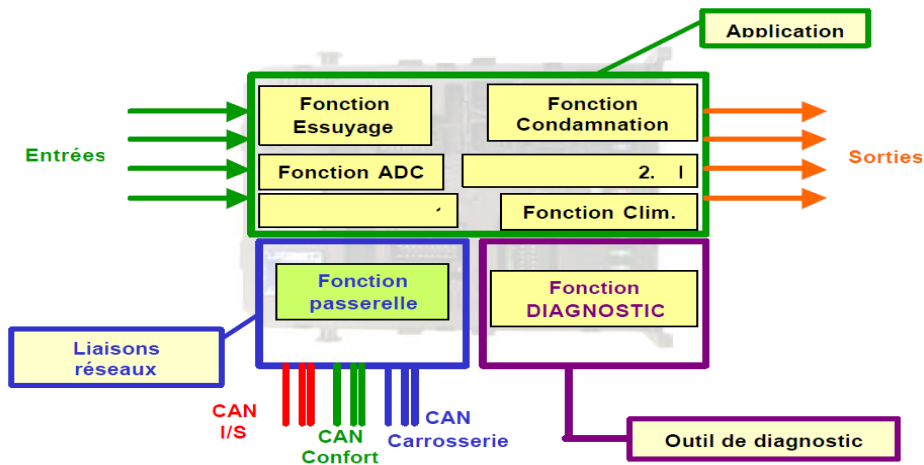 Application
Fonction
Essuyage
Fonction
Condamnation
Entrées
Sorties
Fonction ADC
2. I
Fonction Clim.
Fonction
passerelle
Fonction
DIAGNOSTIC
Liaisons
réseaux
CAN
I/S
CAN
Confort
CAN
Carrosserie
Outil de diagnostic